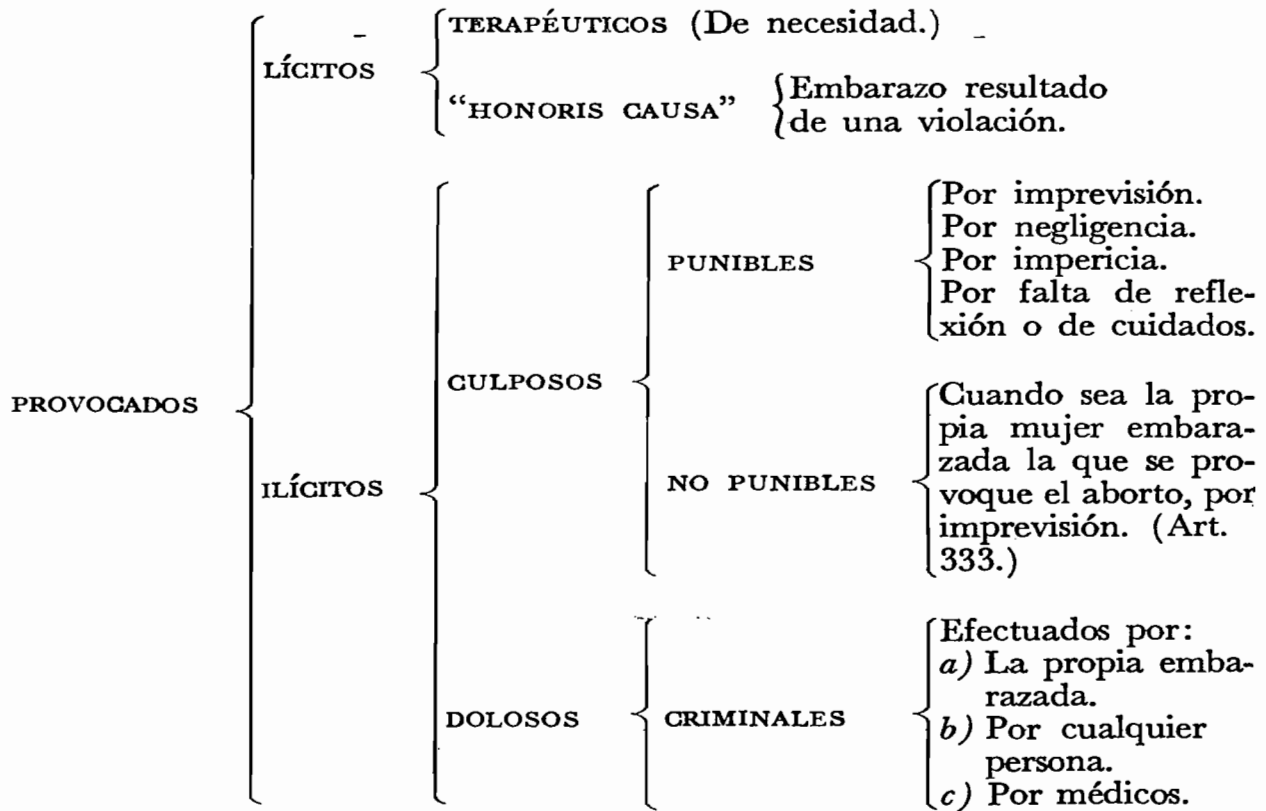 TERAPÉUTICOS (De necesidad.)
LÍCITOS
"HONORIS CAUSA"
Embarazo resultado
de una violación.
Por imprevisión.
Por negligencia.
PUNIBLES
Por impericia.
Por falta de refle-
xión o de cuidados.
CULPOSOS
PROVOCADOS
Cuando sea la pro-
pia mujer embara-
zada la que se pro-
voque el aborto, por
imprevisión. (Art.
333.)
ILÍCITOS
NO PUNIBLES
Efectuados por:
a) La propia emba-
razada.
DOLOSOS
CRIMINALES
b) Por cualquier
persona.
c) Por médicos.